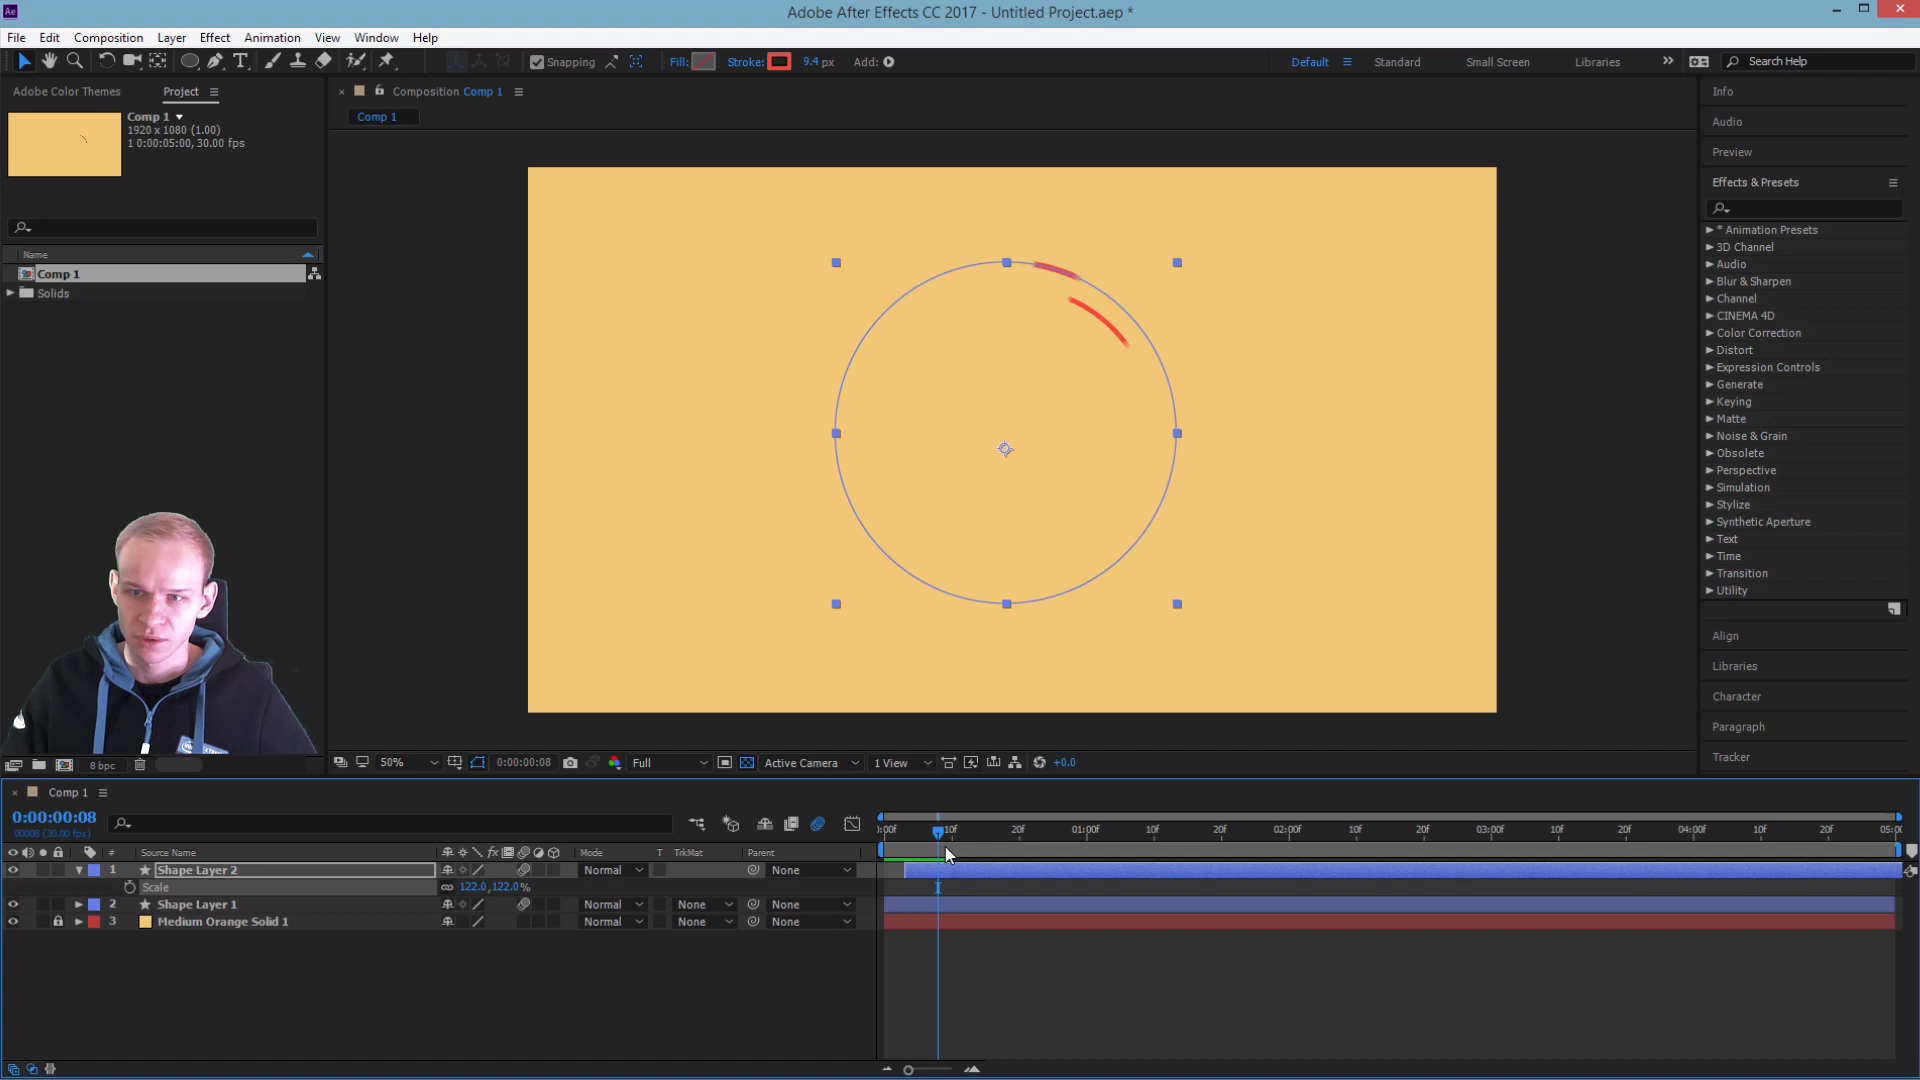 Ae
Adobe After Effects CC 2017 - Untitled Project.aep *
File Edit Composition Layer Effect Animation View Window Help
Snapping Fill: Stroke: 9.4 px Add: Default Standard Small Screen Libraries Search Help
Adobe Color Themes Project
Composition Comp 1
Comp 1
Comp 1
1920 x 1080 (1.00)
1 0:00:05:00, 30.00 fps
Name
Comp 1
Solids
Info
Audio
Preview
Effects & Presets
* Animation Presets
3D Channel
Audio
Blur & Sharpen
Channel
CINEMA 4D
Color Correction
Distort
Expression Controls
Generate
Keying
Matte
Noise & Grain
Obsolete
Perspective
Simulation
Stylize
Synthetic Aperture
Text
Time
Transition
Utility
Align
Libraries
Character
Paragraph
Tracker
8 bpc
50% 0:00:00:08 Full Active Camera 1 View +0.0
Comp 1
0:00:00:08
00008 (30.00 fps)
:00f 10f 20f 01:00f 10f 20f 02:00f 10f 20f 03:00f 10f 20f 04:00f 10f 20f 05:00
# Source Name Mode T TrkMat Parent
1 Shape Layer 2 Normal None
Scale 122.0,122.0%
2 Shape Layer 1 Normal None None
3 Medium Orange Solid 1 Normal None None